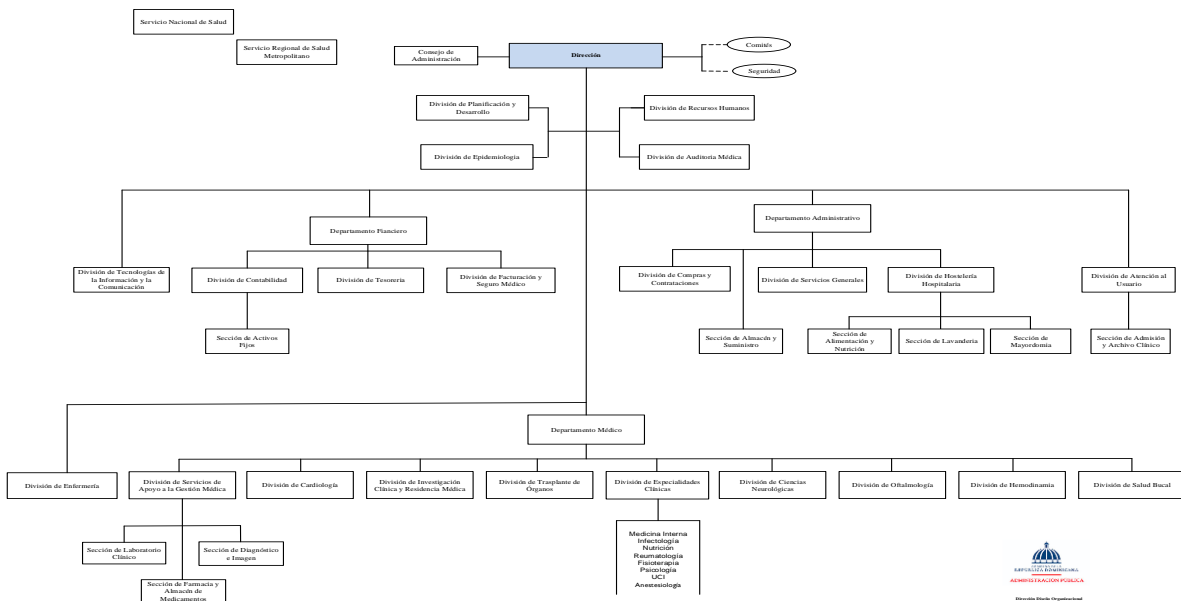 Servicio Nacional de Salud
Servicio Regional de Salud
Metropolitano
Consejo de
Administración
Dirección
Comités
Seguridad
División de Planificación y
Desarrollo
División de Recursos Humanos
División de Epidemiologia
División de Auditoria Médica
Departamento Fianciero
Departamento Administrativo
División de Tecnologías de
la Información y la
Comunicación
División de Contabilidad
División de Tesoreria
División de Facturación y
Seguro Médico
División de Compras y
Contrataciones
División de Servicios Generales
División de Hostelería
Hospitalaria
División de Atención al
Usuario
Sección de Activos
Fijos
Sección de Almacén y
Suministro
Sección de
Alimentación y
Nutrición
Sección de Lavanderia
Sección de
Mayordomia
Sección de Admisión
y Archivo Clínico
Departamento Médico
División de Enfermería
División de Servicios de
Apoyo a la Gestión Médica
División de Cardiología
División de Investigación
Clínica y Residencia Médica
División de Trasplante de
Órganos
División de Especialidades
Clínicas
División de Ciencias
Neurológicas
División de Oftalmología
División de Hemodinamia
División de Salud Bucal
Sección de Laboratorio
Clínico
Sección de Diagnóstico
e Imagen
Sección de Farmacia y
Almacén de
Medicamentos
Medicina Interna
Infectología
Nutrición
Reumatología
Fisioterapia
Psicología
UCI
Anestesiología
REPÚBLICA DOMINICANA
ADMINISTRACIÓN PÚBLICA
Dirección Diseño Organizacional